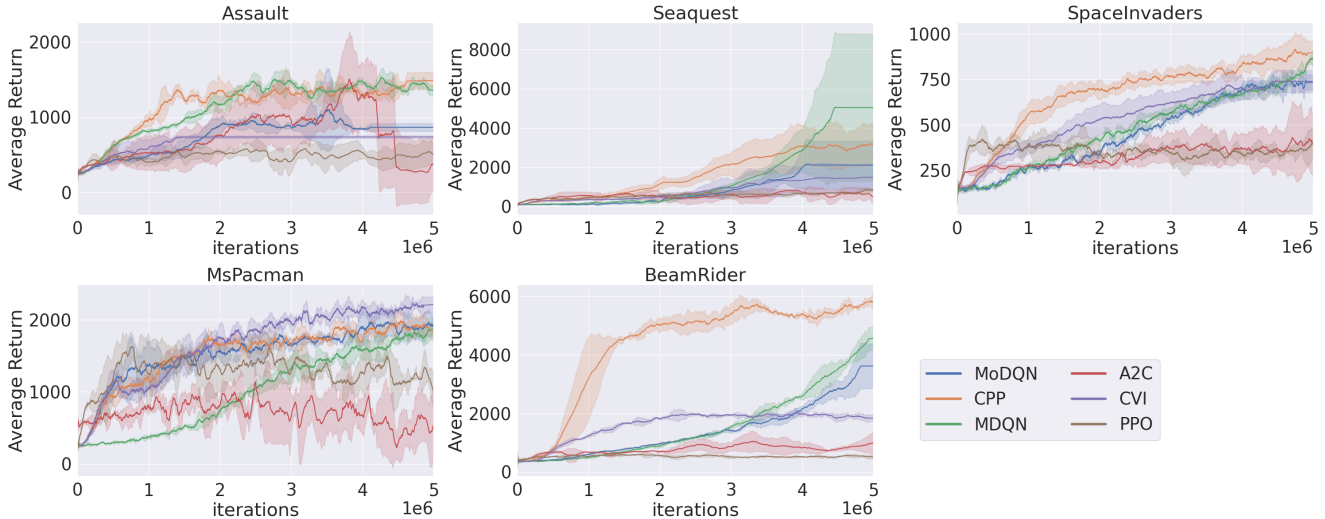 Assault
Seaquest
SpaceInvaders
Average Return
2000
1000
0
0 1 2 3 4 5
iterations 1e6
Average Return
8000
6000
4000
2000
0
0 1 2 3 4 5
iterations 1e6
Average Return
1000
750
500
250
0 1 2 3 4 5
iterations 1e6
MsPacman
BeamRider
Average Return
2000
1000
0
0 1 2 3 4 5
iterations 1e6
Average Return
6000
4000
2000
0
0 1 2 3 4 5
iterations 1e6
MoDQN
CPP
MDQN
A2C
CVI
PPO